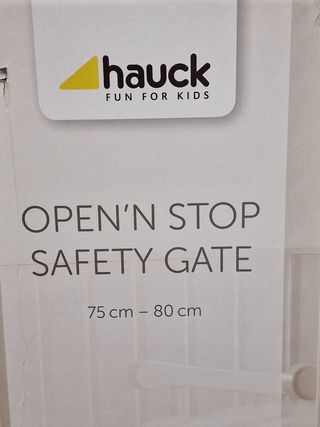 hauck
FUN FOR KIDS
OPEN'N STOP
SAFETY GATE
75 cm – 80 cm